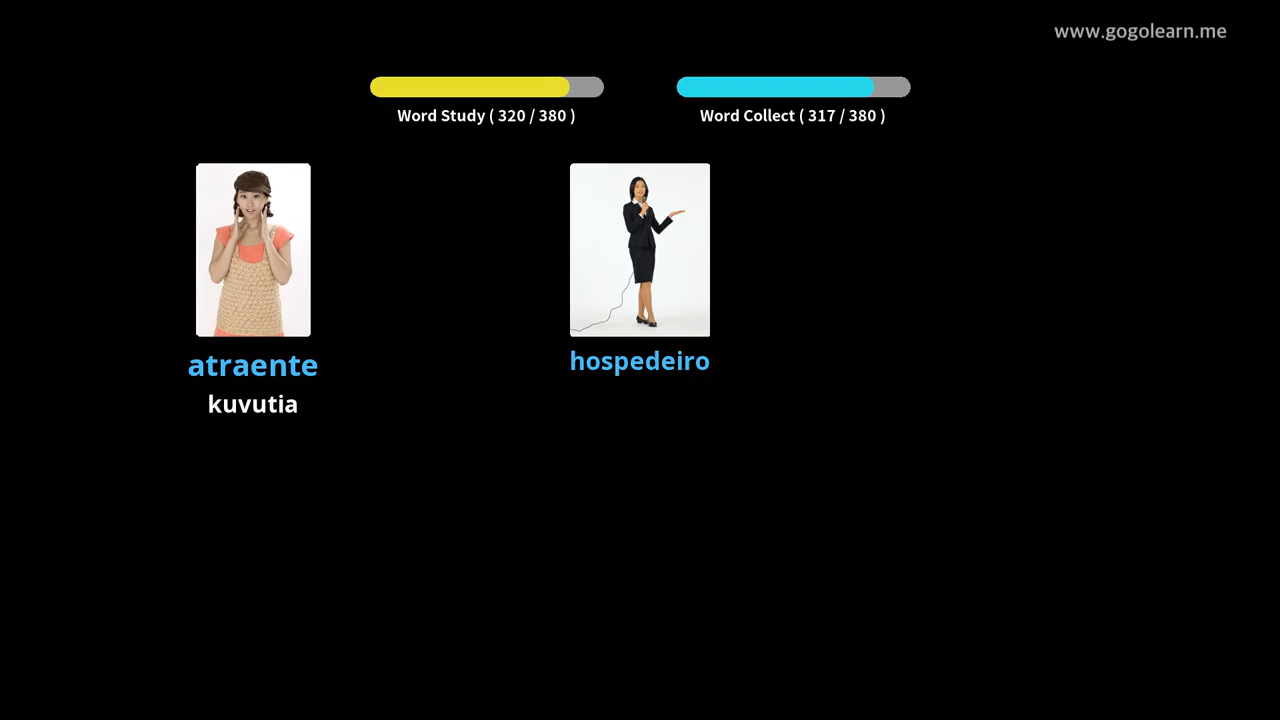 www.gogolearn.me
Word Study ( 320 / 380 )
Word Collect ( 317 / 380 )
atraente
kuvutia
hospedeiro